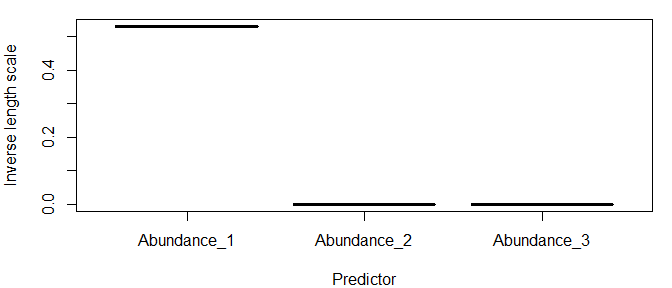 Inverse length scale
0.4
0.2
0.0
Abundance_1 Abundance_2 Abundance_3
Predictor